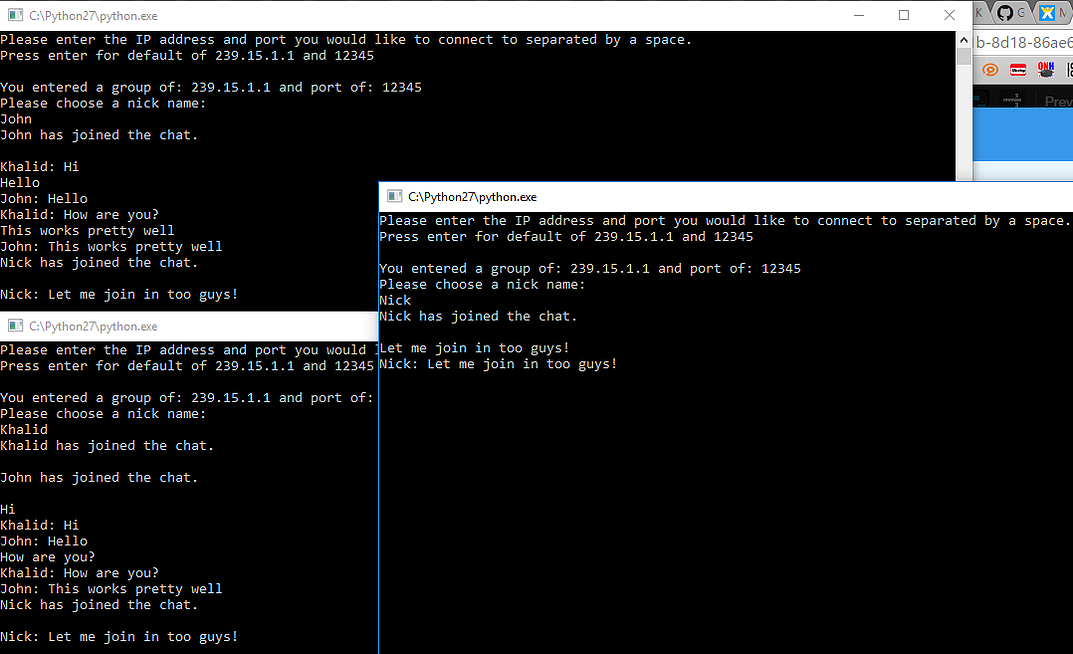 C:\Python27\python.exe
Please enter the IP address and port you would like to connect to separated by a space.
Press enter for default of 239.15.1.1 and 12345
You entered a group of: 239.15.1.1 and port of: 12345
Please choose a nick name:
John
John has joined the chat.
Khalid: Hi
Hello
John: Hello
Khalid: How are you?
This works pretty well
John: This works pretty well
Nick has joined the chat.
Nick: Let me join in too guys!
K
G
M
b-8d18-86ae6
ONH
Prev
C:\Python27\python.exe
Please enter the IP address and port you would like to connect to separated by a space.
Press enter for default of 239.15.1.1 and 12345
You entered a group of: 239.15.1.1 and port of: 12345
Please choose a nick name:
Nick
Nick has joined the chat.
Let me join in too guys!
Nick: Let me join in too guys!
C:\Python27\python.exe
Please enter the IP address and port you would
Press enter for default of 239.15.1.1 and 12345
You entered a group of: 239.15.1.1 and port of:
Please choose a nick name:
Khalid
Khalid has joined the chat.
John has joined the chat.
Hi
Khalid: Hi
John: Hello
How are you?
Khalid: How are you?
John: This works pretty well
Nick has joined the chat.
Nick: Let me join in too guys!